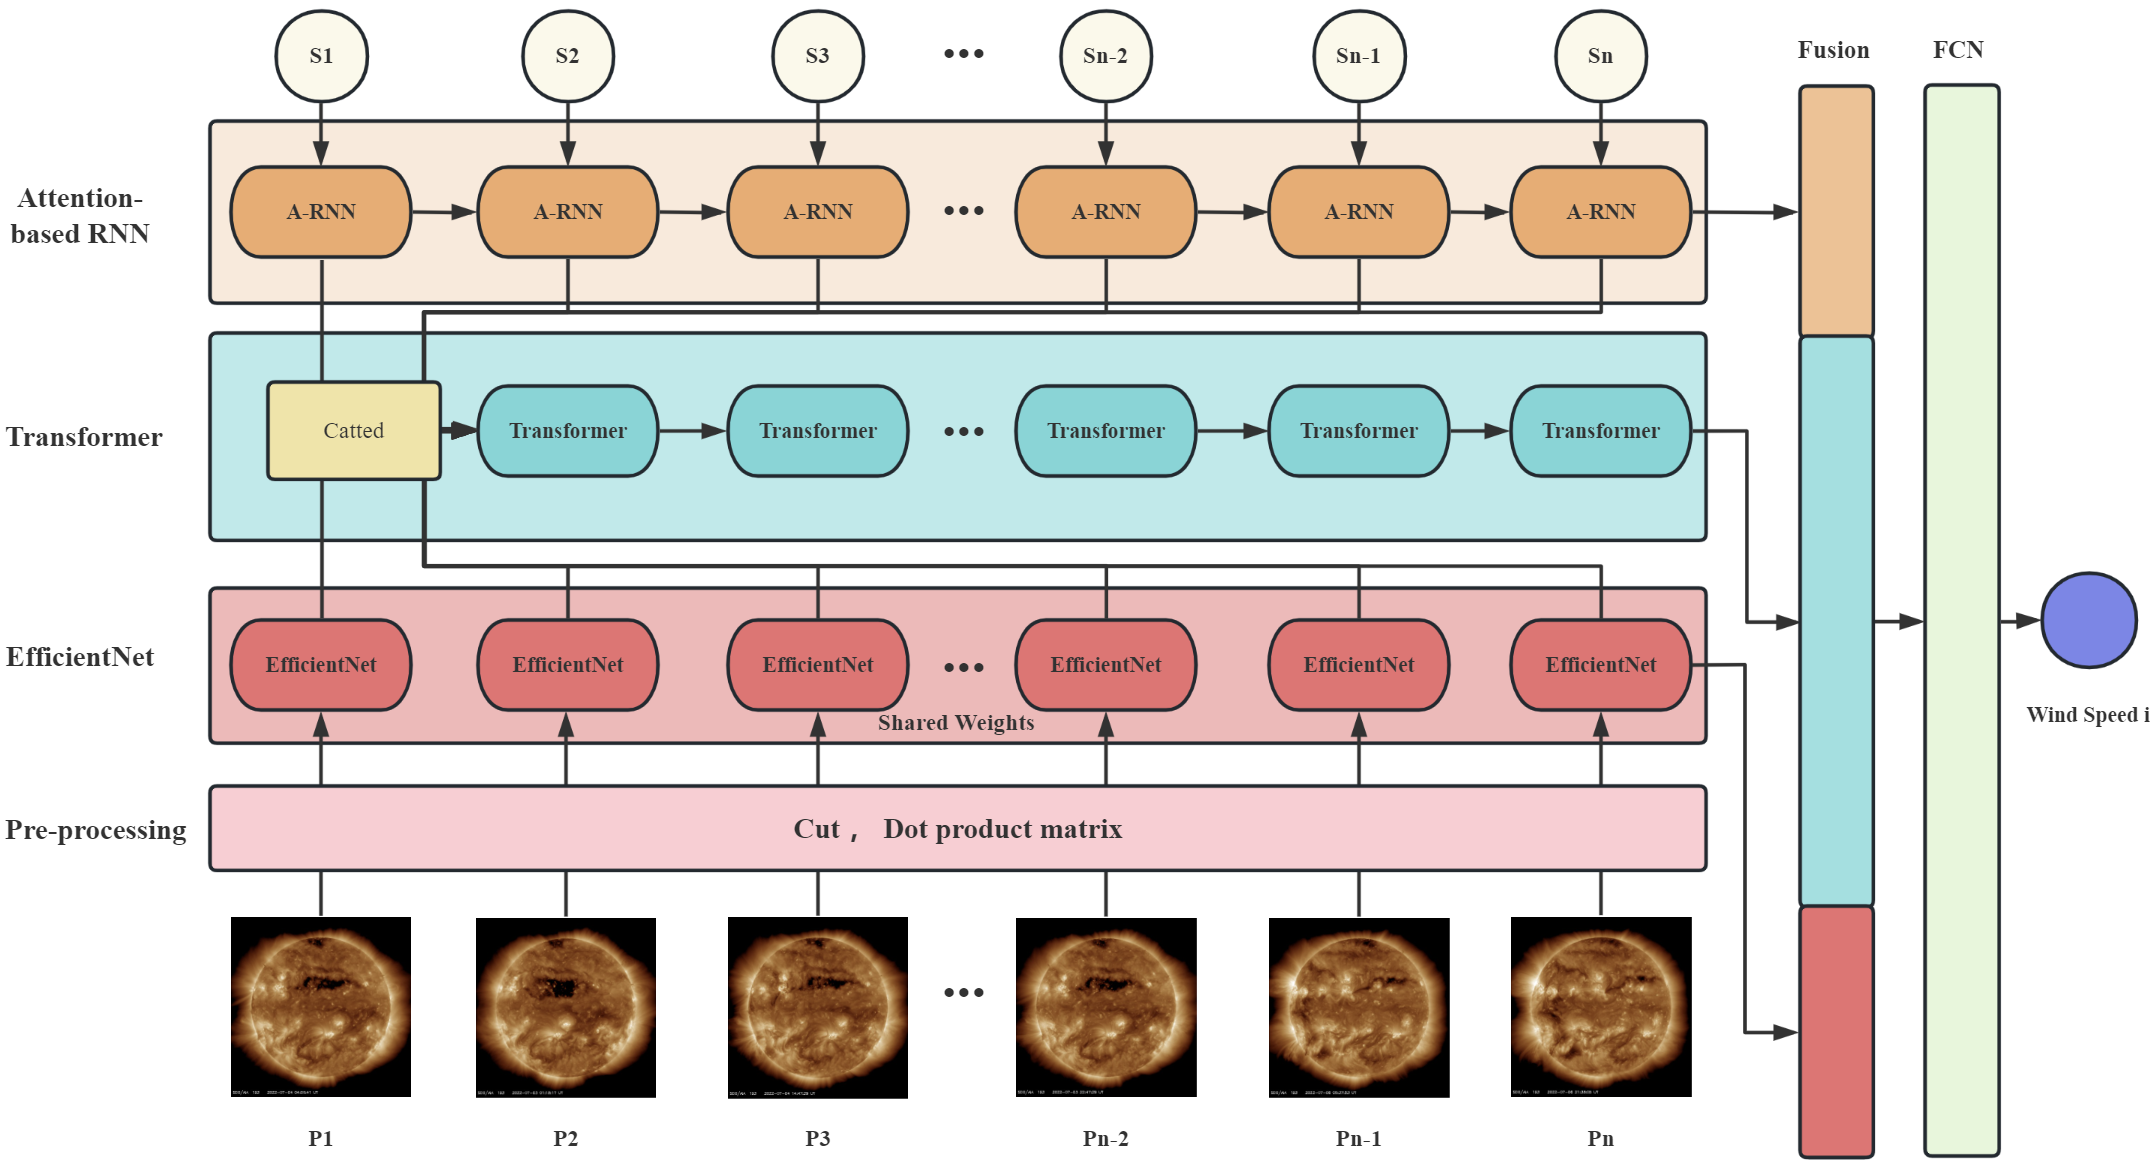 S1 S2 S3 ••• Sn-2 Sn-1 Sn
Fusion FCN
Attention-
based RNN
A-RNN A-RNN A-RNN ••• A-RNN A-RNN A-RNN
Transformer
Catted Transformer Transformer ••• Transformer Transformer Transformer
EfficientNet
EfficientNet EfficientNet EfficientNet ••• EfficientNet EfficientNet EfficientNet
Shared Weights
Wind Speed i
Pre-processing
Cut， Dot product matrix
•••
P1 P2 P3 Pn-2 Pn-1 Pn